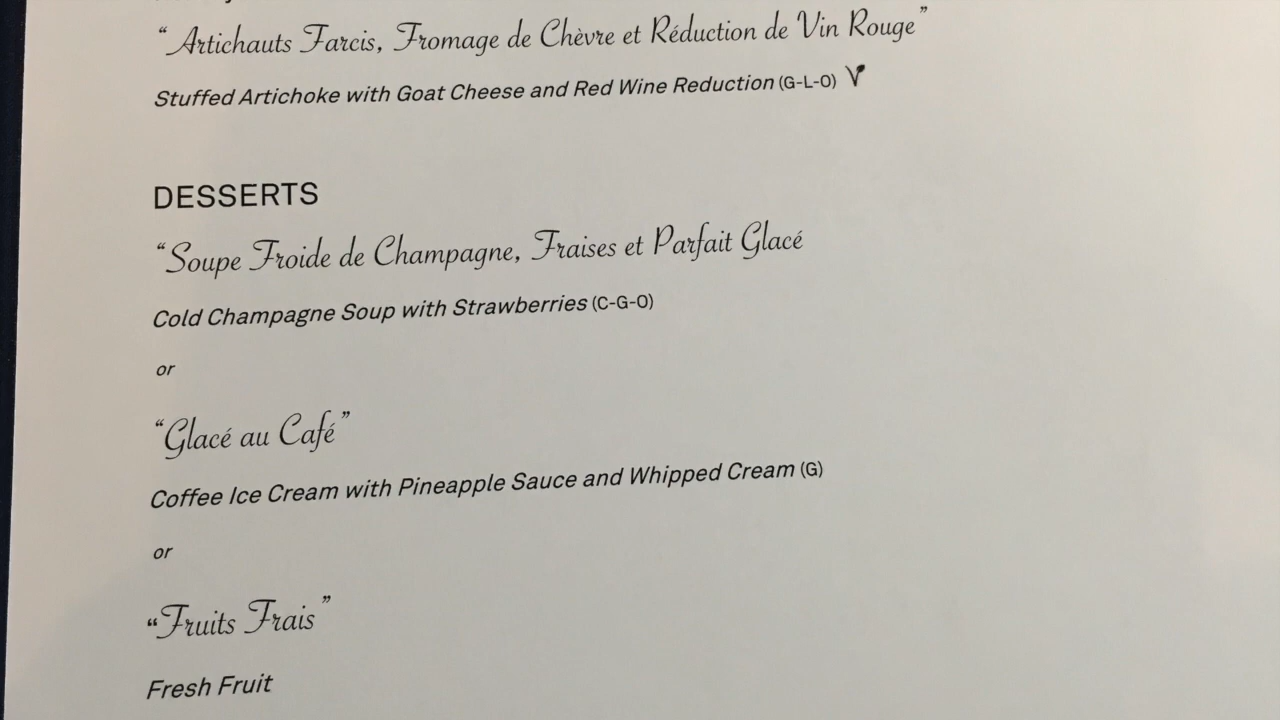 “Artichauts Farcis, Fromage de Chèvre et Réduction de Vin Rouge”
Stuffed Artichoke with Goat Cheese and Red Wine Reduction (G-L-O) V
DESSERTS
“Soupe Froide de Champagne, Fraises et Parfait Glacé
Cold Champagne Soup with Strawberries (C-G-O)
or
“Glacé au Café”
Coffee Ice Cream with Pineapple Sauce and Whipped Cream (G)
or
“Fruits Frais”
Fresh Fruit